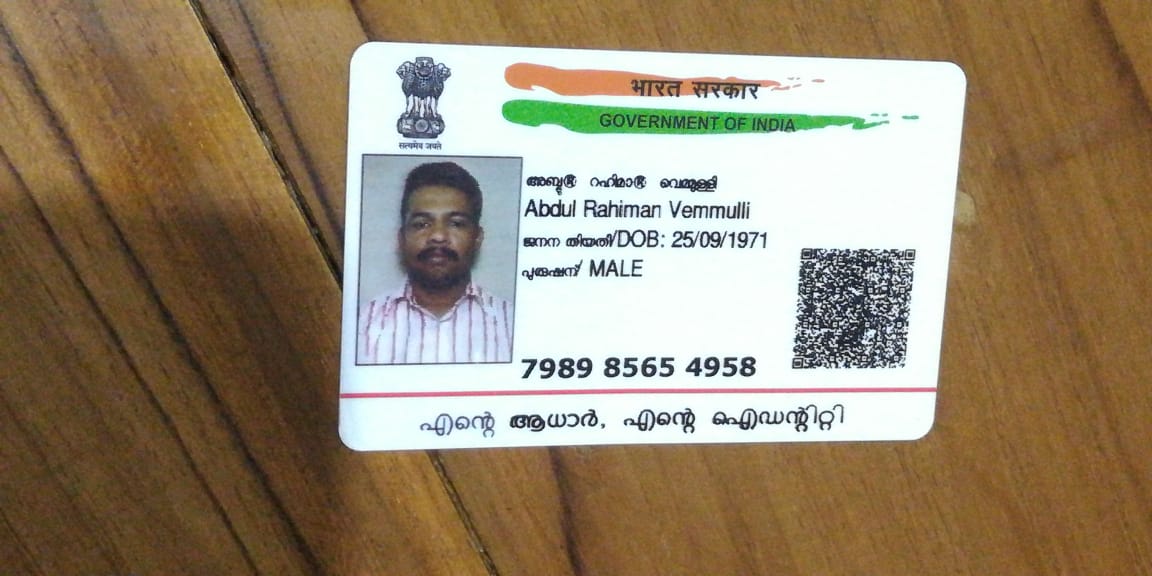 सत्यमेव जयते
भारत सरकार
GOVERNMENT OF INDIA
അബ്ദു® റഹിമാ® വെമ്മുള്ളി
Abdul Rahiman Vemmulli
ജനന തിയതി/DOB: 25/09/1971
പുരുഷന്‍/ MALE
7989 8565 4958
എന്റെ ആധാർ, എന്റെ ഐഡന്റിറ്റി